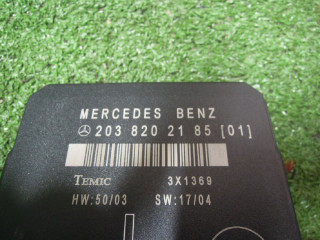 MERCEDES BENZ
203 820 21 85 [01]
TEMIC 3X1369
HW:50/03 SW:17/04